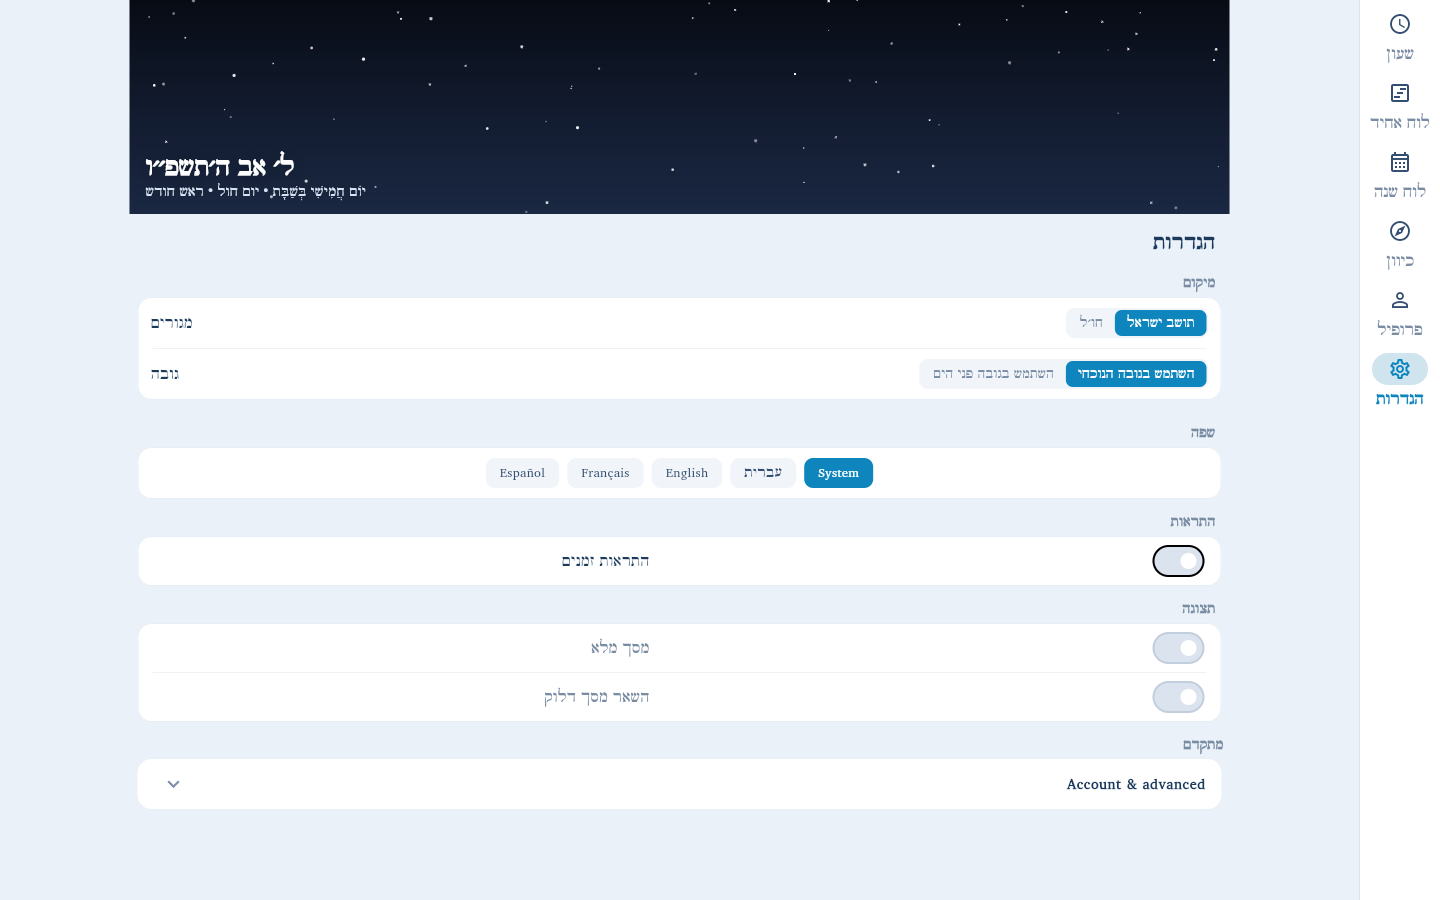 ל׳ אב ה׳תשפ״ו
יוֹם חֲמִישִׁי בְּשַׁבָּת • יום חול • ראש חודש
הגדרות
מיקום
תושב ישראל חו״ל מגורים
השתמש בגובה הנוכחי השתמש בגובה פני הים גובה
שפה
System עברית English Français Español
התראות
התראות זמנים
תצוגה
מסך מלא
השאר מסך דלוק
מתקדם
Account & advanced
שעון
לוח אחיד
לוח שנה
כיוון
פרופיל
הגדרות